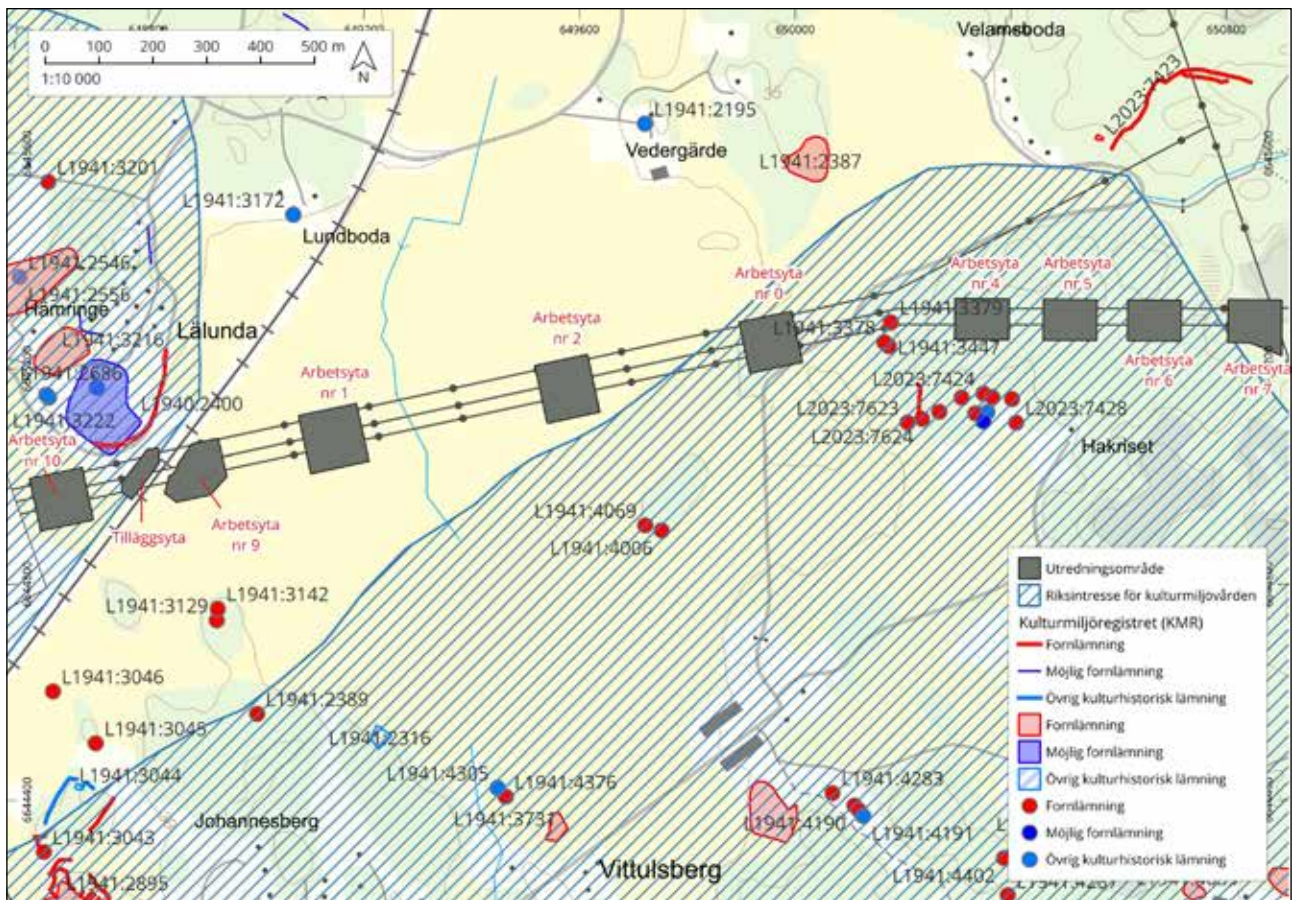 0 100 200 300 400 500 m
1:10 000
N
649200
649600
650000
650800
Velamsboda
L2023:7423
L1941:2195
Vedergärde
L1941:2387
L1941:3201
L1941:3172
Lundboda
L1941:2546
L1941:2556
Hämringe
L1941:3216
Lälunda
L1941:2686
L1940:2400
L1941:3222
Arbetsyta
nr 10
Tilläggsyta
Arbetsyta
nr 9
Arbetsyta
nr 1
Arbetsyta
nr 2
Arbetsyta
nr 0
Arbetsyta
nr 4
Arbetsyta
nr 5
Arbetsyta
nr 6
Arbetsyta
nr 7
L1941:3379
L1941:3378
L1941:3447
L2023:7424
L2023:7623
L2023:7428
L2023:7624
Hakriset
L1941:4069
L1941:4006
L1941:3142
L1941:3129
6644800
L1941:3046
L1941:2389
L1941:3045
L1941:2316
L1941:3044
L1941:4305
L1941:4376
L1941:4283
6644400
Johannesberg
L1941:4190
L1941:4191
L1941:3043
Vittulsberg
L1941:4402
L1941:2895
Utredningsområde
Riksintresse för kulturmiljövården
Kulturmiljöregistret (KMR)
Fornlämning
Möjlig fornlämning
Övrig kulturhistorisk lämning
Fornlämning
Möjlig fornlämning
Övrig kulturhistorisk lämning
Fornlämning
Möjlig fornlämning
Övrig kulturhistorisk lämning